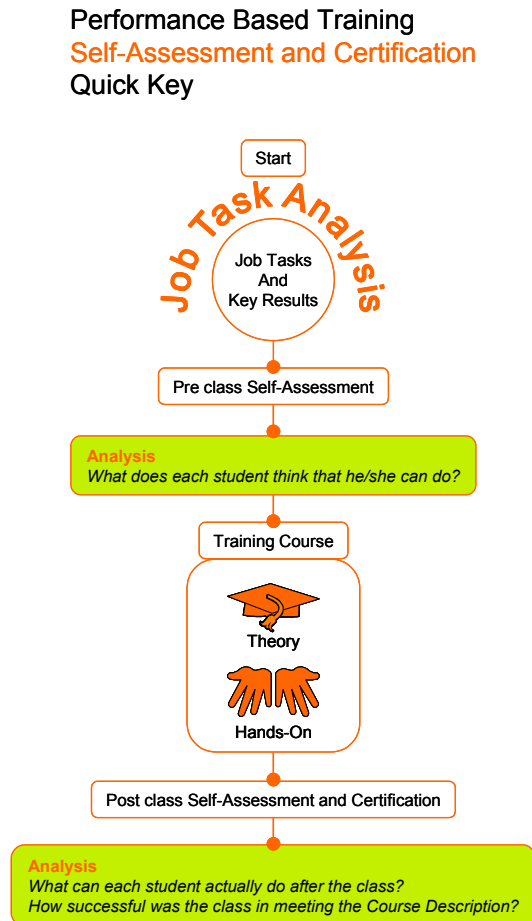 Performance Based Training
Self-Assessment and Certification
Quick Key
Start
Job Task Analysis
Job Tasks
And
Key Results
Pre class Self-Assessment
Analysis
What does each student think that he/she can do?
Training Course
Theory
Hands-On
Post class Self-Assessment and Certification
Analysis
What can each student actually do after the class?
How successful was the class in meeting the Course Description?